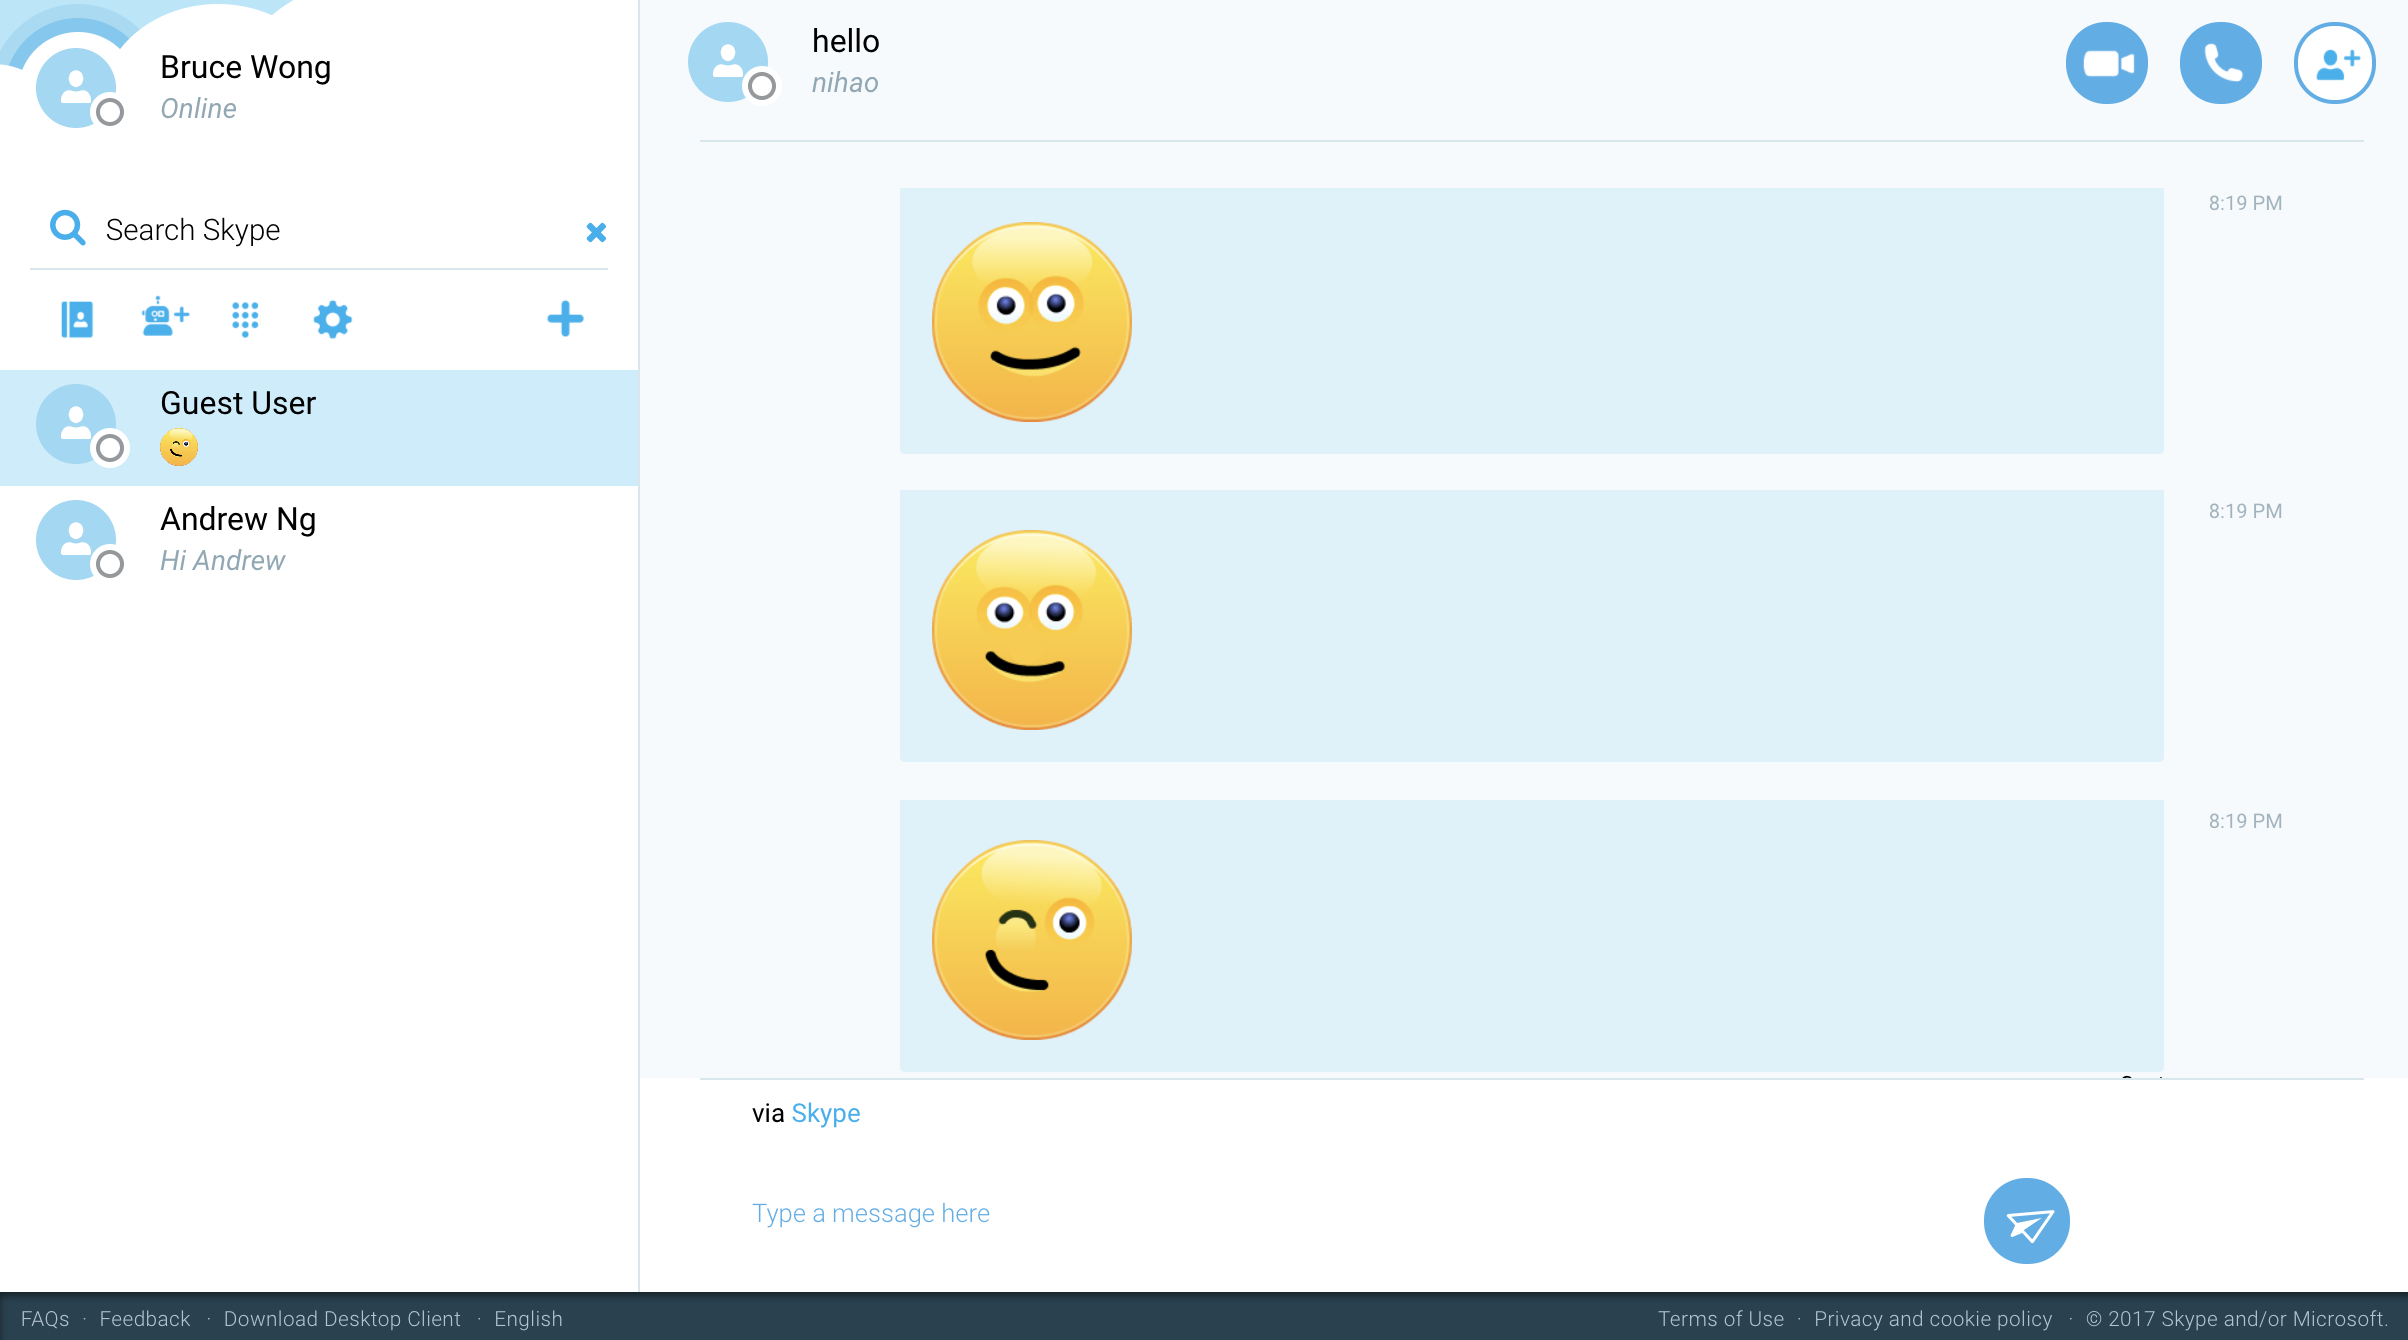 Bruce Wong
Online
Search Skype
Guest User
Andrew Ng
Hi Andrew
hello
nihao
8:19 PM
8:19 PM
8:19 PM
via Skype
Type a message here
FAQs · Feedback · Download Desktop Client · English
Terms of Use · Privacy and cookie policy · © 2017 Skype and/or Microsoft.